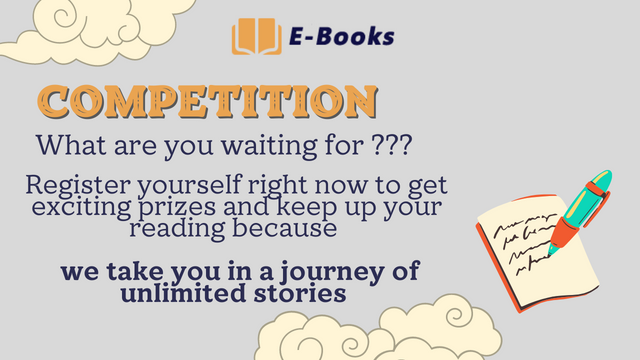 E-Books
COMPETITION
What are you waiting for ???
Register yourself right now to get
exciting prizes and keep up your
reading because
we take you in a journey of
unlimited stories